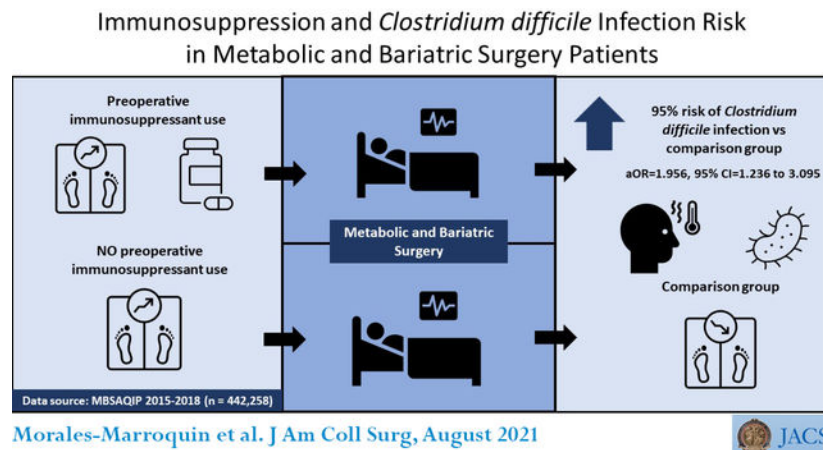 Immunosuppression and Clostridium difficile Infection Risk
in Metabolic and Bariatric Surgery Patients
Preoperative
immunosuppressant use
NO preoperative
immunosuppressant use
Data source: MBSAQIP 2015-2018 (n = 442,258)
Metabolic and Bariatric
Surgery
95% risk of Clostridium
difficile infection vs
comparison group
aOR=1.956, 95% CI=1.236 to 3.095
Comparison group
Morales-Marroquin et al. J Am Coll Surg, August 2021
JACS